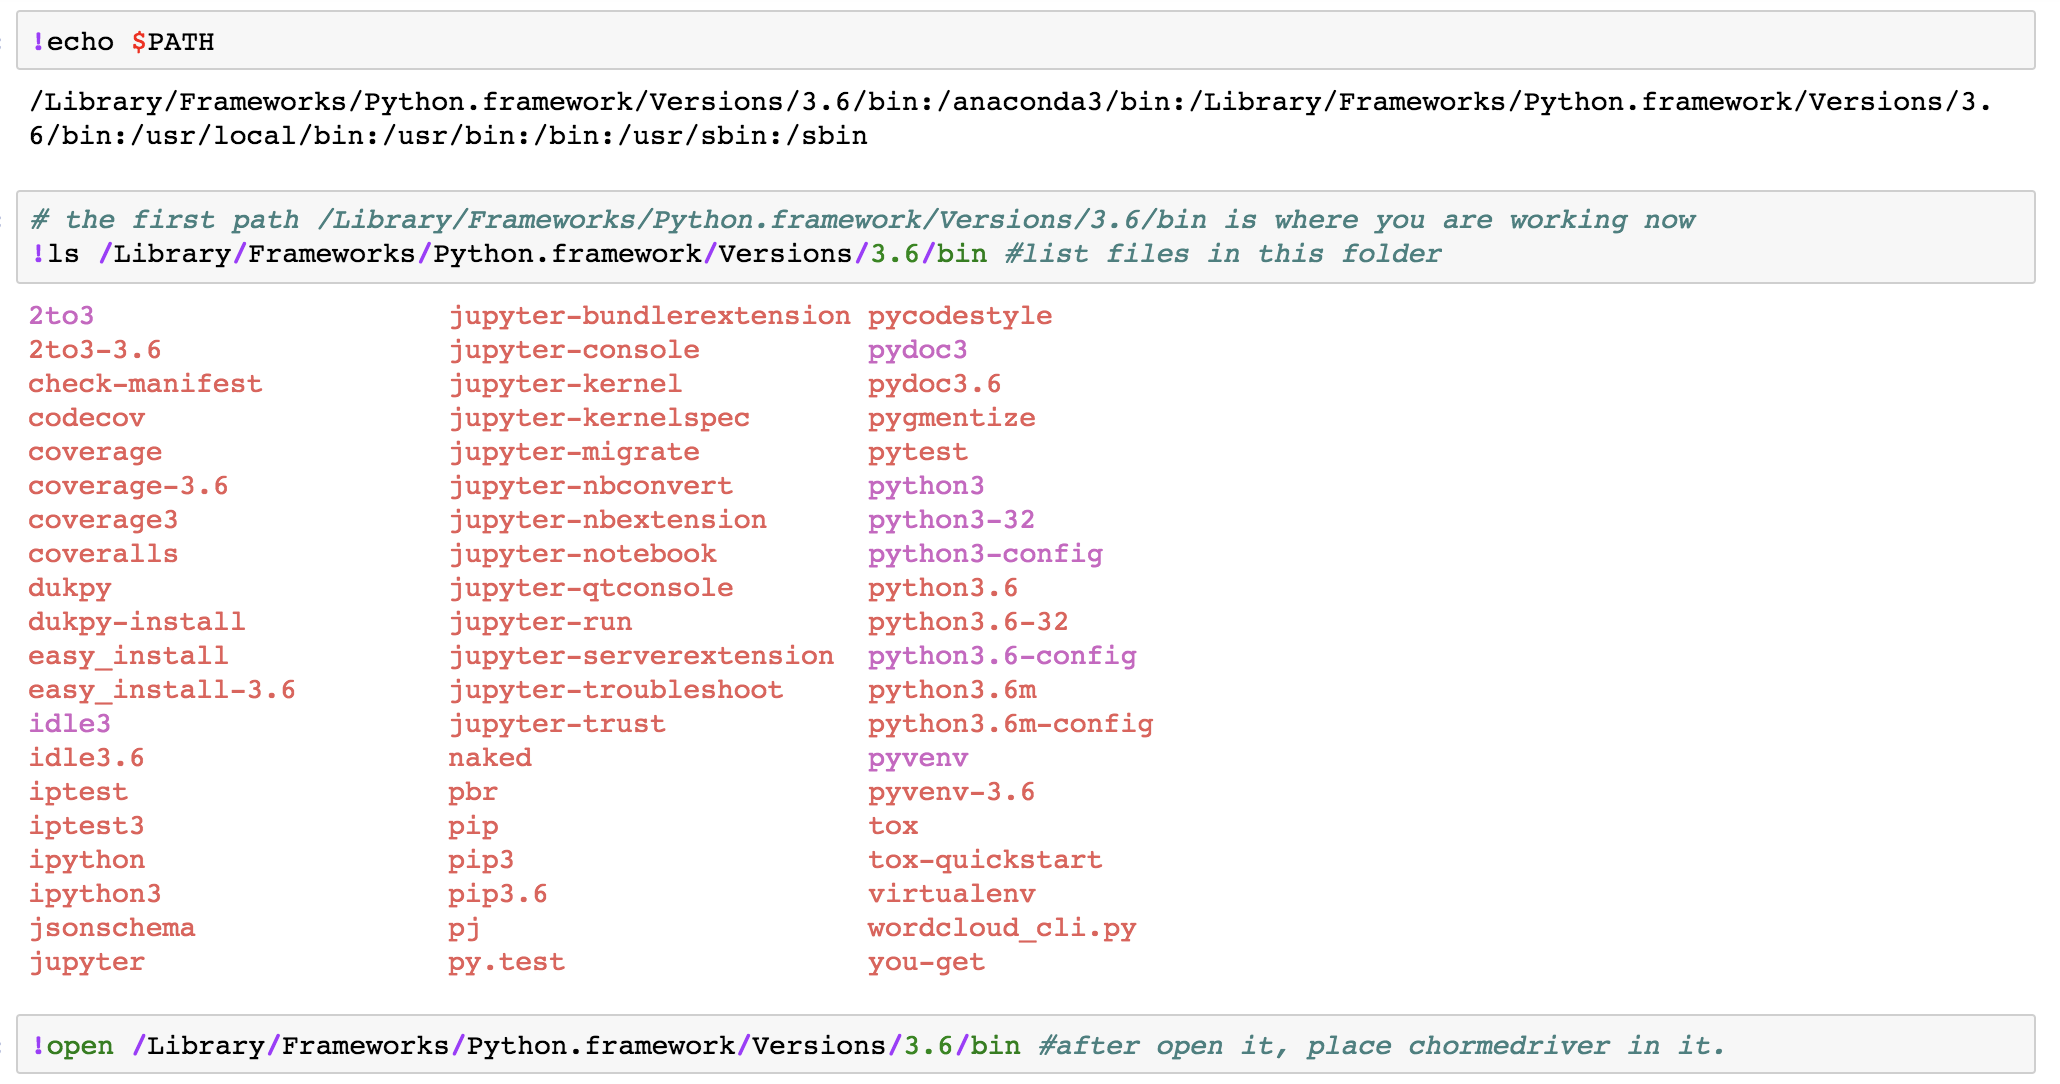 !echo $PATH
/Library/Frameworks/Python.framework/Versions/3.6/bin:/anaconda3/bin:/Library/Frameworks/Python.framework/Versions/3.
6/bin:/usr/local/bin:/usr/bin:/bin:/usr/sbin:/sbin
# the first path /Library/Frameworks/Python.framework/Versions/3.6/bin is where you are working now
!ls /Library/Frameworks/Python.framework/Versions/3.6/bin #list files in this folder
2to3 jupyter-bundlerextension pycodestyle
2to3-3.6 jupyter-console pydoc3
check-manifest jupyter-kernel pydoc3.6
codecov jupyter-kernelspec pygmentize
coverage jupyter-migrate pytest
coverage-3.6 jupyter-nbconvert python3
coverage3 jupyter-nbextension python3-32
coveralls jupyter-notebook python3-config
dukpy jupyter-qtconsole python3.6
dukpy-install jupyter-run python3.6-32
easy_install jupyter-serverextension python3.6-config
easy_install-3.6 jupyter-troubleshoot python3.6m
idle3 jupyter-trust python3.6m-config
idle3.6 naked pyvenv
iptest pbr pyvenv-3.6
iptest3 pip tox
ipython pip3 tox-quickstart
ipython3 pip3.6 virtualenv
jsonschema pj wordcloud_cli.py
jupyter py.test you-get
!open /Library/Frameworks/Python.framework/Versions/3.6/bin #after open it, place chormedriver in it.